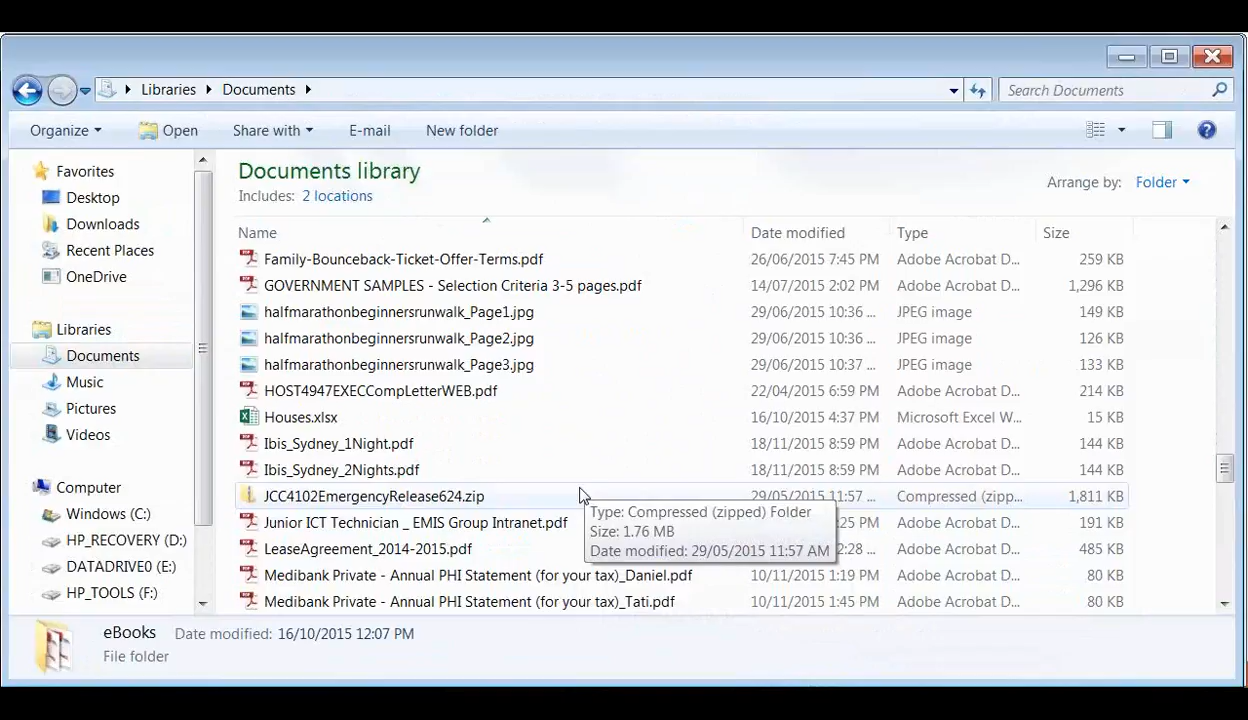 Libraries Documents
Search Documents
Organize Open Share with E-mail New folder
Favorites
Desktop
Downloads
Recent Places
OneDrive
Libraries
Documents
Music
Pictures
Videos
Computer
Windows (C:)
HP_RECOVERY (D:)
DATADRIVE0 (E:)
HP_TOOLS (F:)
Documents library
Includes: 2 locations
Arrange by: Folder
Name Date modified Type Size
Family-Bounceback-Ticket-Offer-Terms.pdf 26/06/2015 7:45 PM Adobe Acrobat D... 259 KB
GOVERNMENT SAMPLES - Selection Criteria 3-5 pages.pdf 14/07/2015 2:02 PM Adobe Acrobat D... 1,296 KB
halfmarathonbeginnersrunwalk_Page1.jpg 29/06/2015 10:36 ... JPEG image 149 KB
halfmarathonbeginnersrunwalk_Page2.jpg 29/06/2015 10:36 ... JPEG image 126 KB
halfmarathonbeginnersrunwalk_Page3.jpg 29/06/2015 10:37 ... JPEG image 133 KB
HOST4947EXECCompLetterWEB.pdf 22/04/2015 6:59 PM Adobe Acrobat D... 214 KB
Houses.xlsx 16/10/2015 4:37 PM Microsoft Excel W... 15 KB
Ibis_Sydney_1Night.pdf 18/11/2015 8:59 PM Adobe Acrobat D... 144 KB
Ibis_Sydney_2Nights.pdf 18/11/2015 8:59 PM Adobe Acrobat D... 144 KB
JCC4102EmergencyRelease624.zip 29/05/2015 11:57 ... Compressed (zipp... 1,811 KB
Type: Compressed (zipped) Folder
Size: 1.76 MB
Date modified: 29/05/2015 11:57 AM
Junior ICT Technician _ EMIS Group Intranet.pdf :25 PM Adobe Acrobat D... 191 KB
LeaseAgreement_2014-2015.pdf 2:28 ... Adobe Acrobat D... 485 KB
Medibank Private - Annual PHI Statement (for your tax)_Daniel.pdf 10/11/2015 1:19 PM Adobe Acrobat D... 80 KB
Medibank Private - Annual PHI Statement (for your tax)_Tati.pdf 10/11/2015 1:45 PM Adobe Acrobat D... 80 KB
eBooks Date modified: 16/10/2015 12:07 PM
File folder